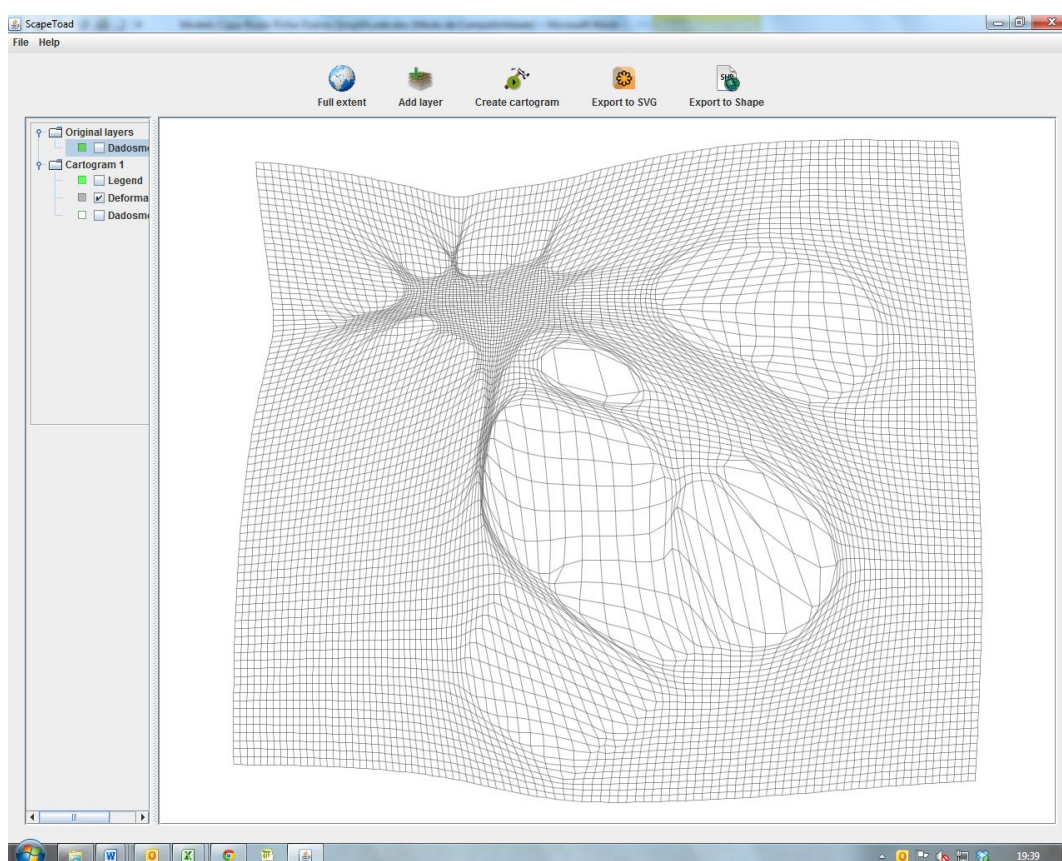 ScapeToad
File Help
Full extent Add layer Create cartogram Export to SVG Export to Shape
Original layers
Dadosm
Cartogram 1
Legend
Deforma
Dadosm
19:39